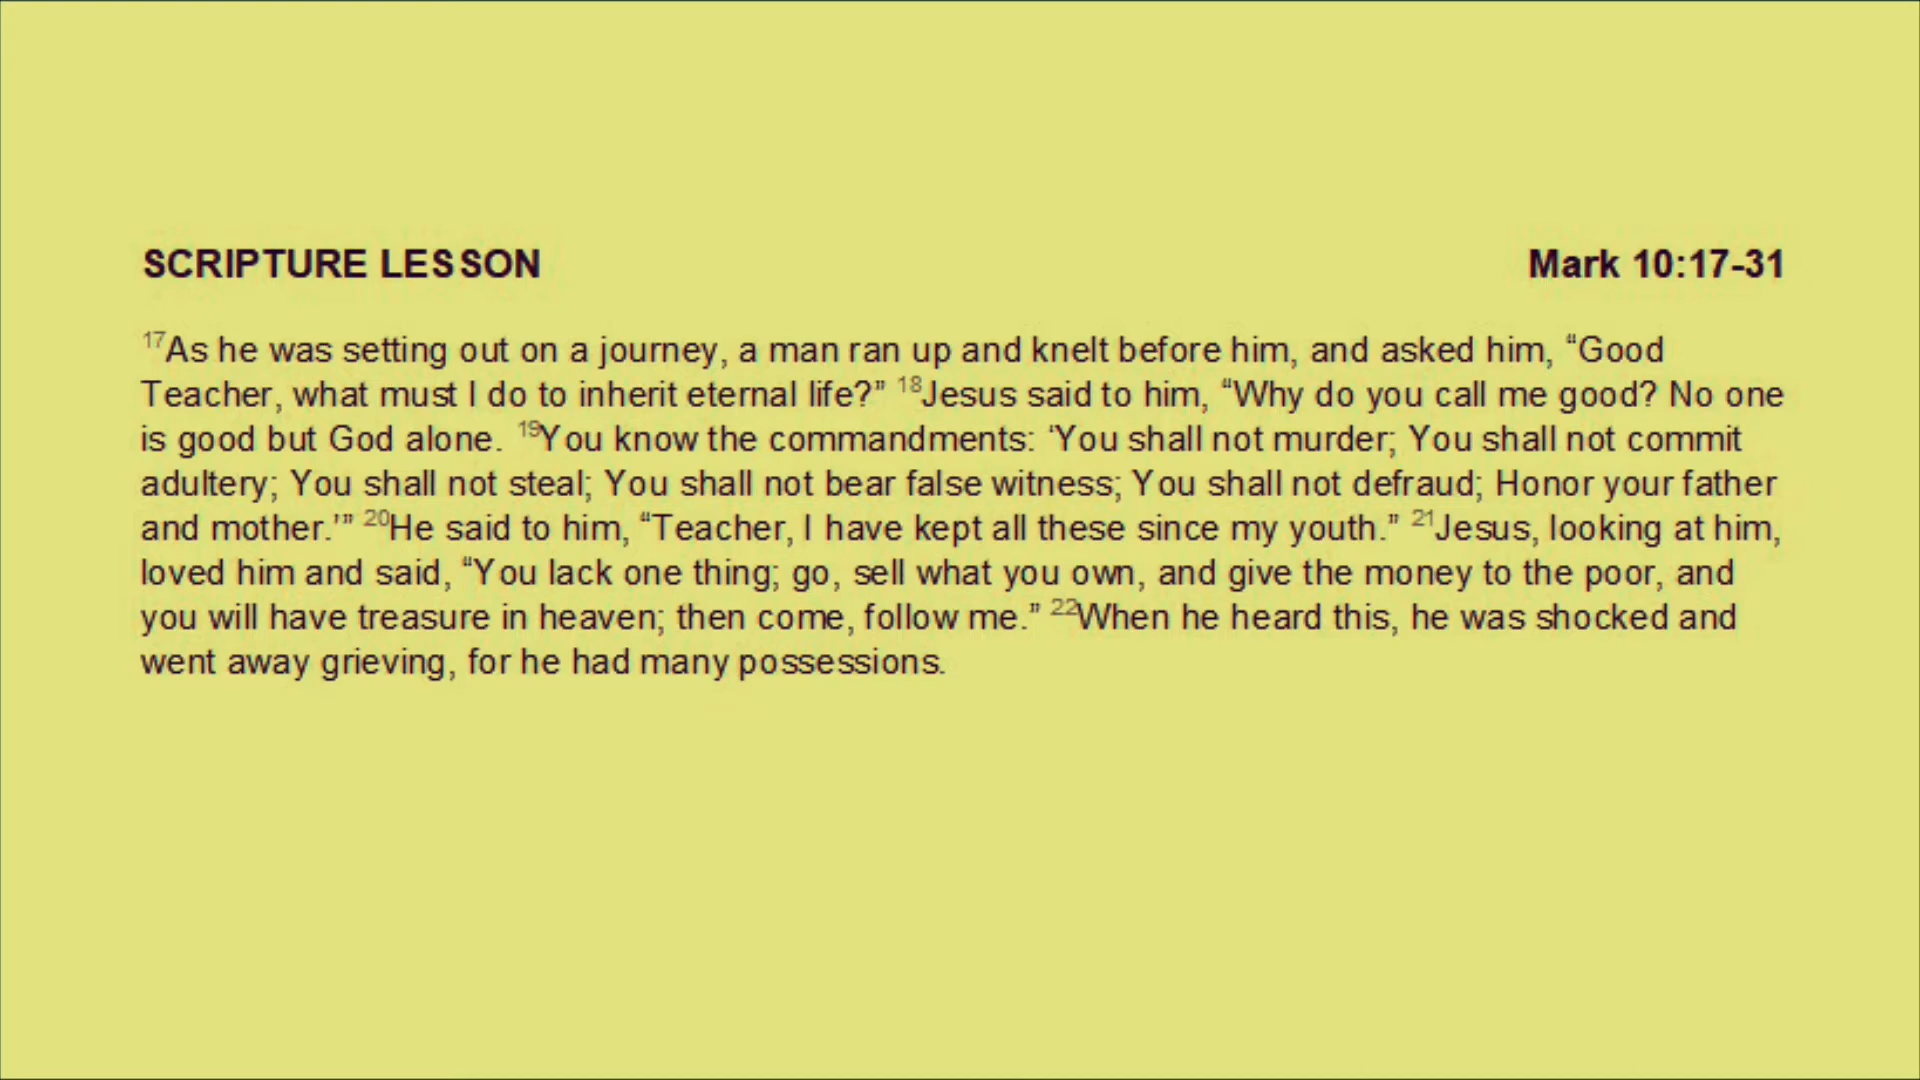 SCRIPTURE LESSON Mark 10:17-31
17As he was setting out on a journey, a man ran up and knelt before him, and asked him, “Good
Teacher, what must I do to inherit eternal life?” 18Jesus said to him, “Why do you call me good? No one
is good but God alone. 19You know the commandments: ‘You shall not murder; You shall not commit
adultery; You shall not steal; You shall not bear false witness; You shall not defraud; Honor your father
and mother.’” 20He said to him, “Teacher, I have kept all these since my youth.” 21Jesus, looking at him,
loved him and said, “You lack one thing; go, sell what you own, and give the money to the poor, and
you will have treasure in heaven; then come, follow me.” 22When he heard this, he was shocked and
went away grieving, for he had many possessions.